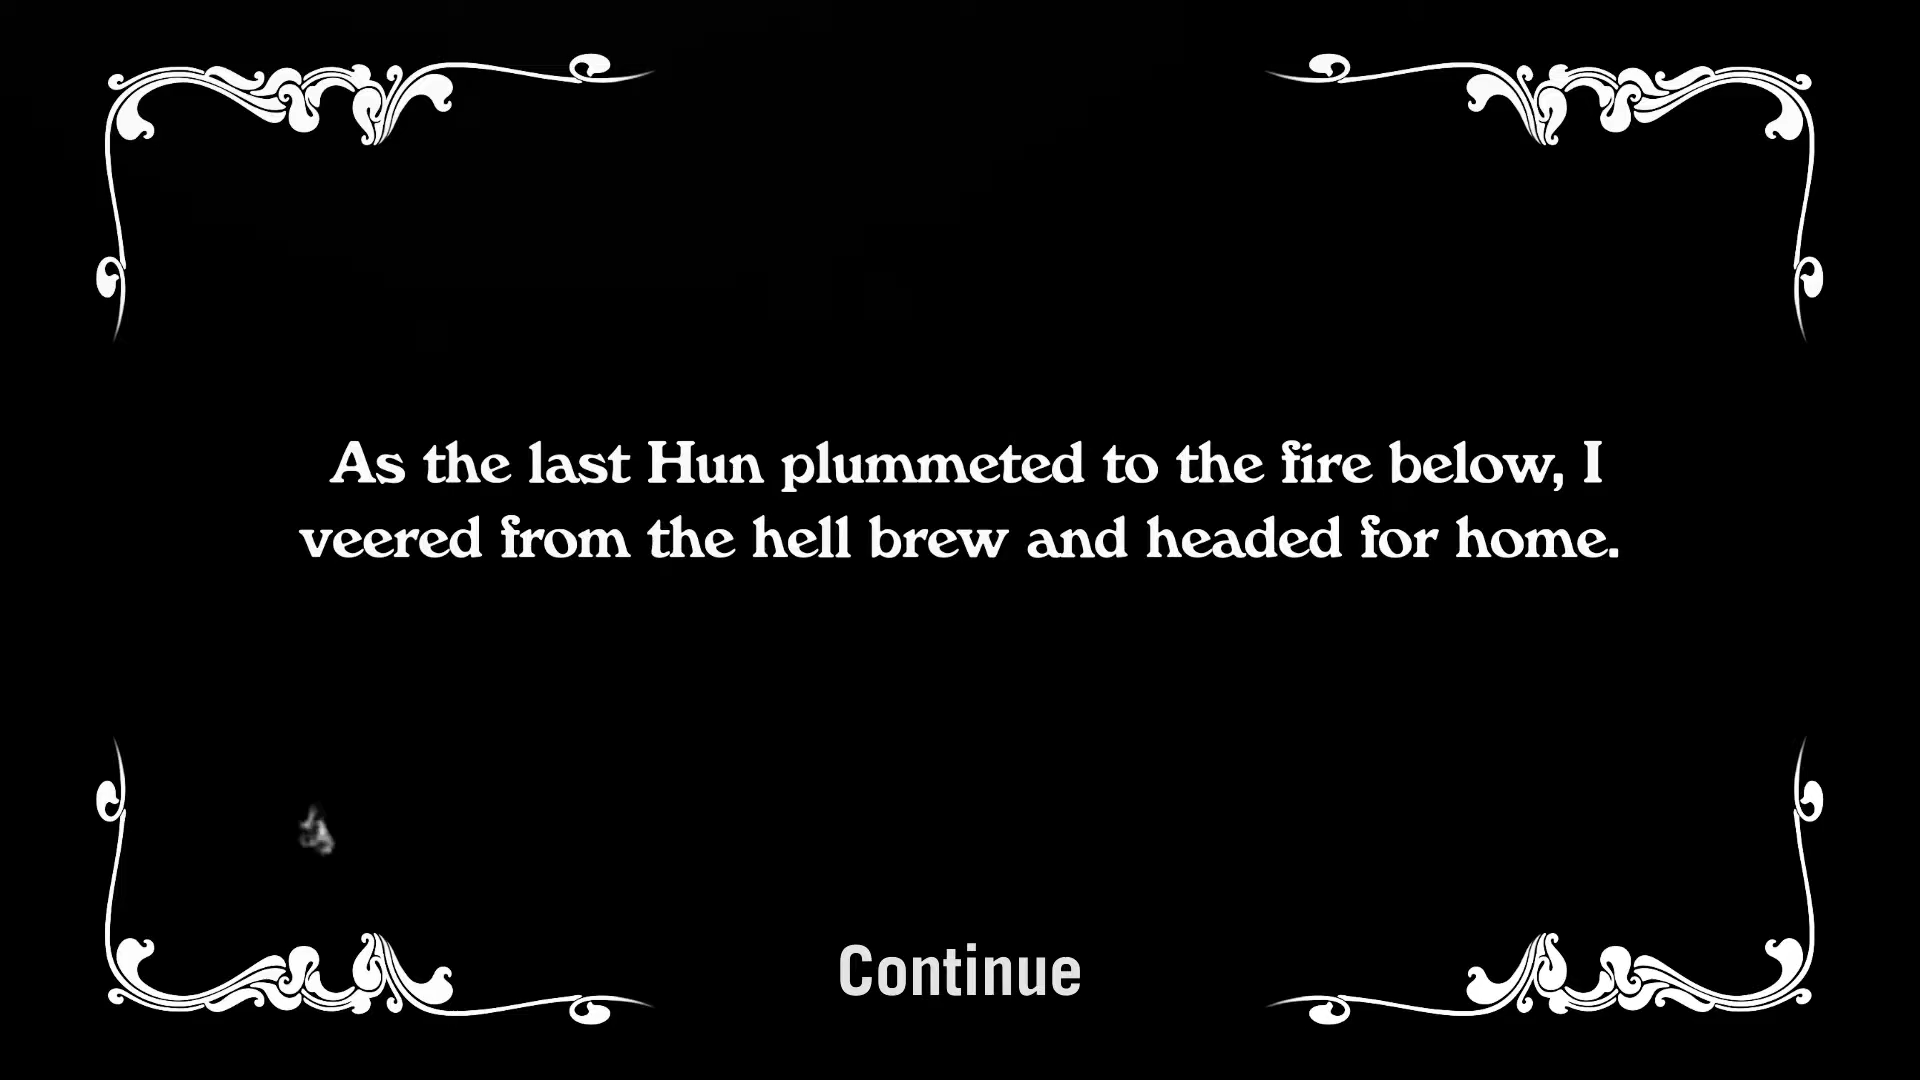 As the last Hun plummeted to the fire below, I
veered from the hell brew and headed for home.
Continue